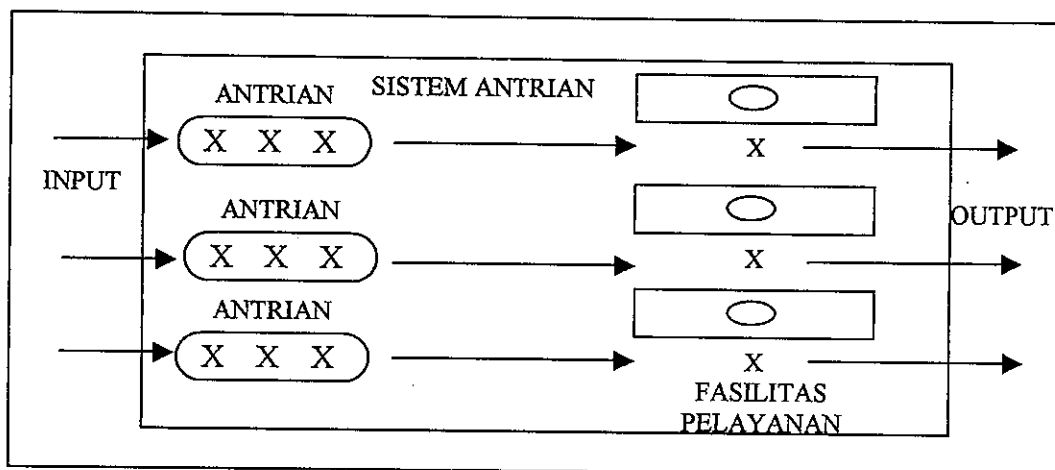 SISTEM ANTRIAN
ANTRIAN
X X X
X
INPUT
ANTRIAN
OUTPUT
X X X
X
ANTRIAN
X X X
X
FASILITAS
PELAYANAN